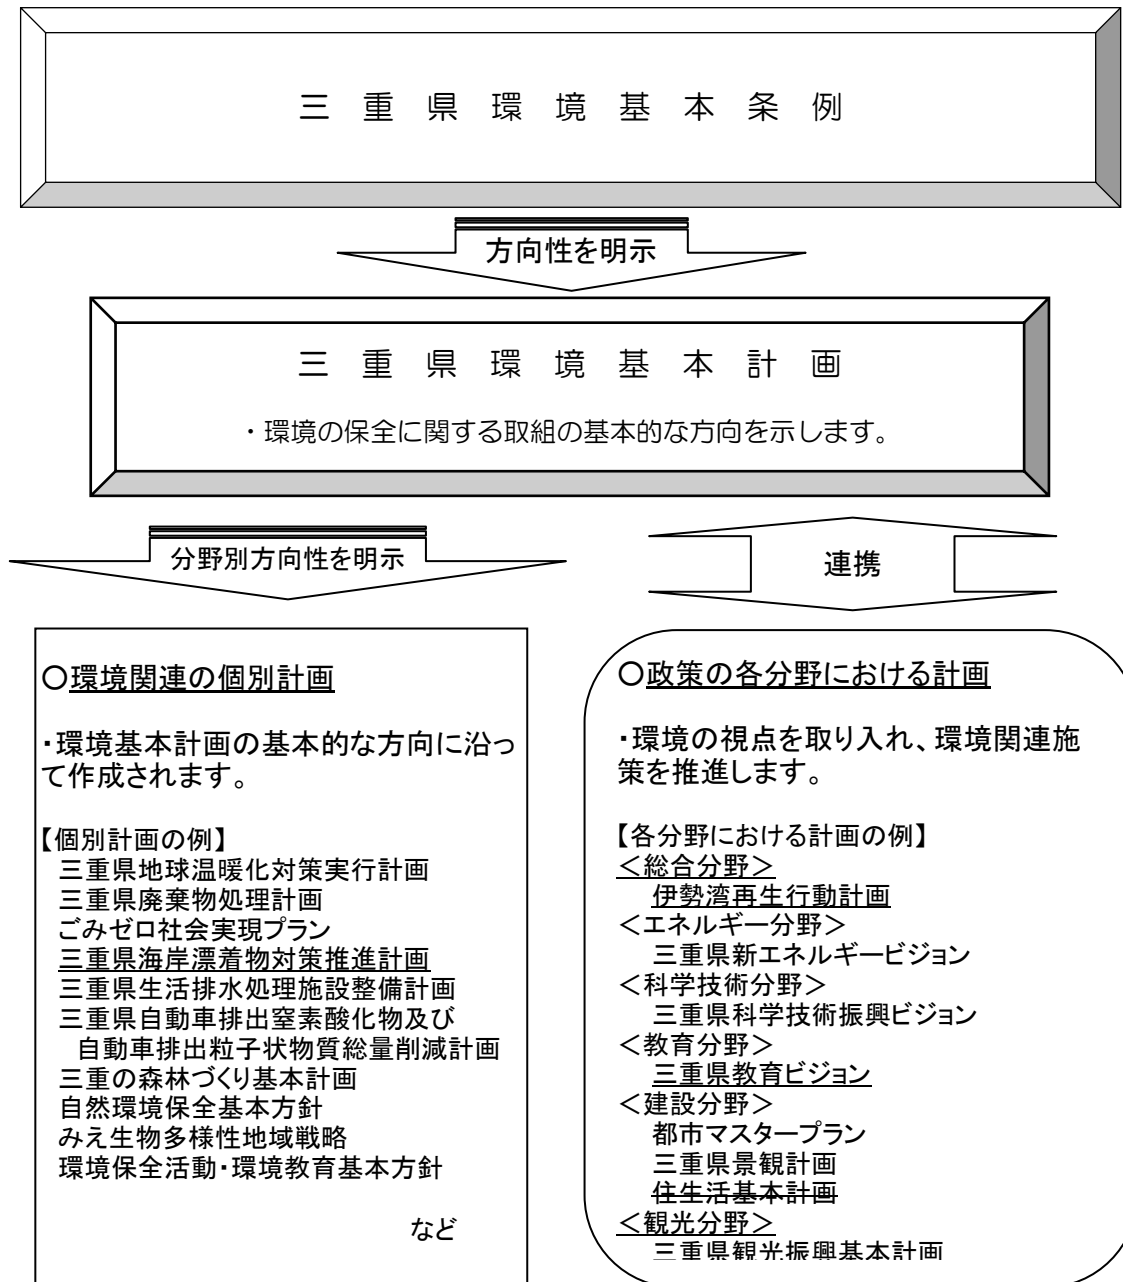 三重県環境基本条例
方向性を明示
三重県環境基本計画
・環境の保全に関する取組の基本的な方向を示します。
分野別方向性を明示
連携
○環境関連の個別計画
・環境基本計画の基本的な方向に沿っ
て作成されます。
【個別計画の例】
三重県地球温暖化対策実行計画
三重県廃棄物処理計画
ごみゼロ社会実現プラン
三重県海岸漂着物対策推進計画
三重県生活排水処理施設整備計画
三重県自動車排出窒素酸化物及び
自動車排出粒子状物質総量削減計画
三重の森林づくり基本計画
自然環境保全基本方針
みえ生物多様性地域戦略
環境保全活動・環境教育基本方針
など
○政策の各分野における計画
・環境の視点を取り入れ、環境関連施
策を推進します。
【各分野における計画の例】
＜総合分野＞
伊勢湾再生行動計画
＜エネルギー分野＞
三重県新エネルギービジョン
＜科学技術分野＞
三重県科学技術振興ビジョン
＜教育分野＞
三重県教育ビジョン
＜建設分野＞
都市マスタープラン
三重県景観計画
住生活基本計画
＜観光分野＞
三重県観光振興基本計画